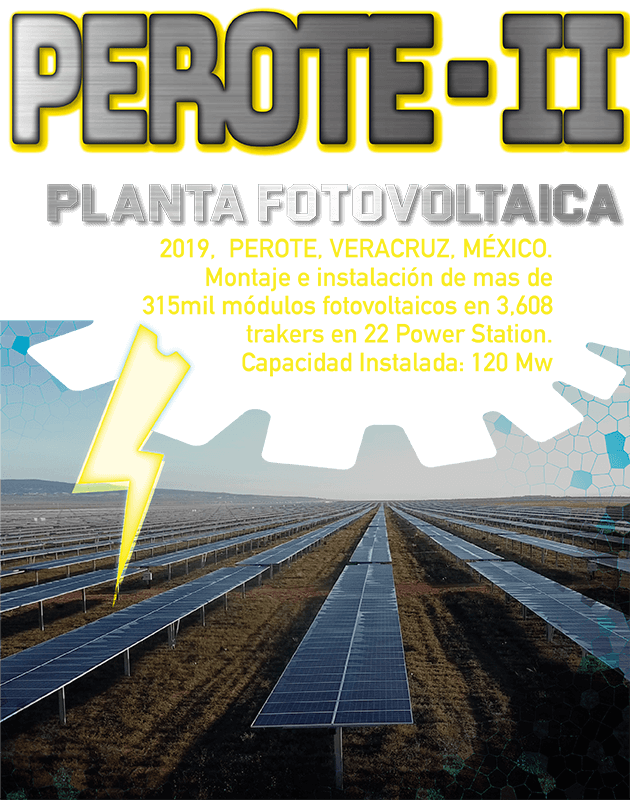 PEROTE-II
PLANTA FOTOVOLTAICA
2019, PEROTE, VERACRUZ, MÉXICO.
Montaje e instalación de mas de
315mil módulos fotovoltaicos en 3,608
trakers en 22 Power Station.
Capacidad Instalada: 120 Mw